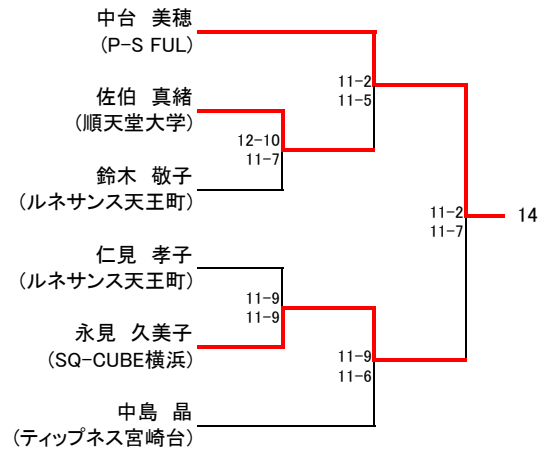 中台 美穂
(P-S FUL)
11-2
11-5
佐伯 真緒
(順天堂大学)
12-10
11-7
鈴木 敬子
(ルネサンス天王町)
11-2
11-7
14
仁見 孝子
(ルネサンス天王町)
11-9
11-9
永見 久美子
(SQ-CUBE横浜)
11-9
11-6
中島 晶
(ティップネス宮崎台)